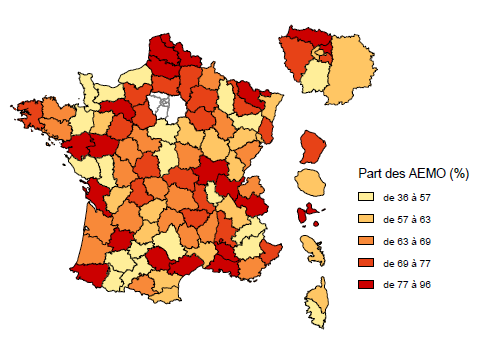 Part des AEMO (%)
de 36 à 57
de 57 à 63
de 63 à 69
de 69 à 77
de 77 à 96